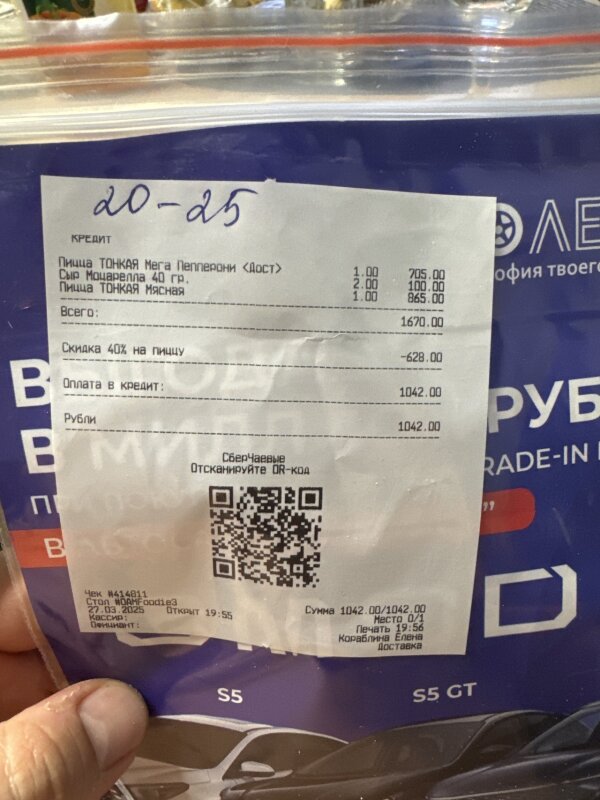 20-25
КРЕДИТ
Пицца ТОНКАЯ Мега Пепперони <Дост> 1.00 705.00
Сыр Моцарелла 40 гр. 2.00 100.00
Пицца ТОНКАЯ Мясная 1.00 865.00
Всего: 1670.00
Скидка 40% на пиццу -628.00
Оплата в кредит: 1042.00
Рубли 1042.00
СберЧаевые
Отсканируйте QR-код
Чек #414811
Стол #DAMFoodie3
27.03.2025 Открыт 19:55 Сумма 1042.00/1042.00
Кассир: Место 0/1
Официант: Печать 19:56
Кораблина Елена
Доставка
офия твоего
РУБ
RADE-IN
S5 S5 GT